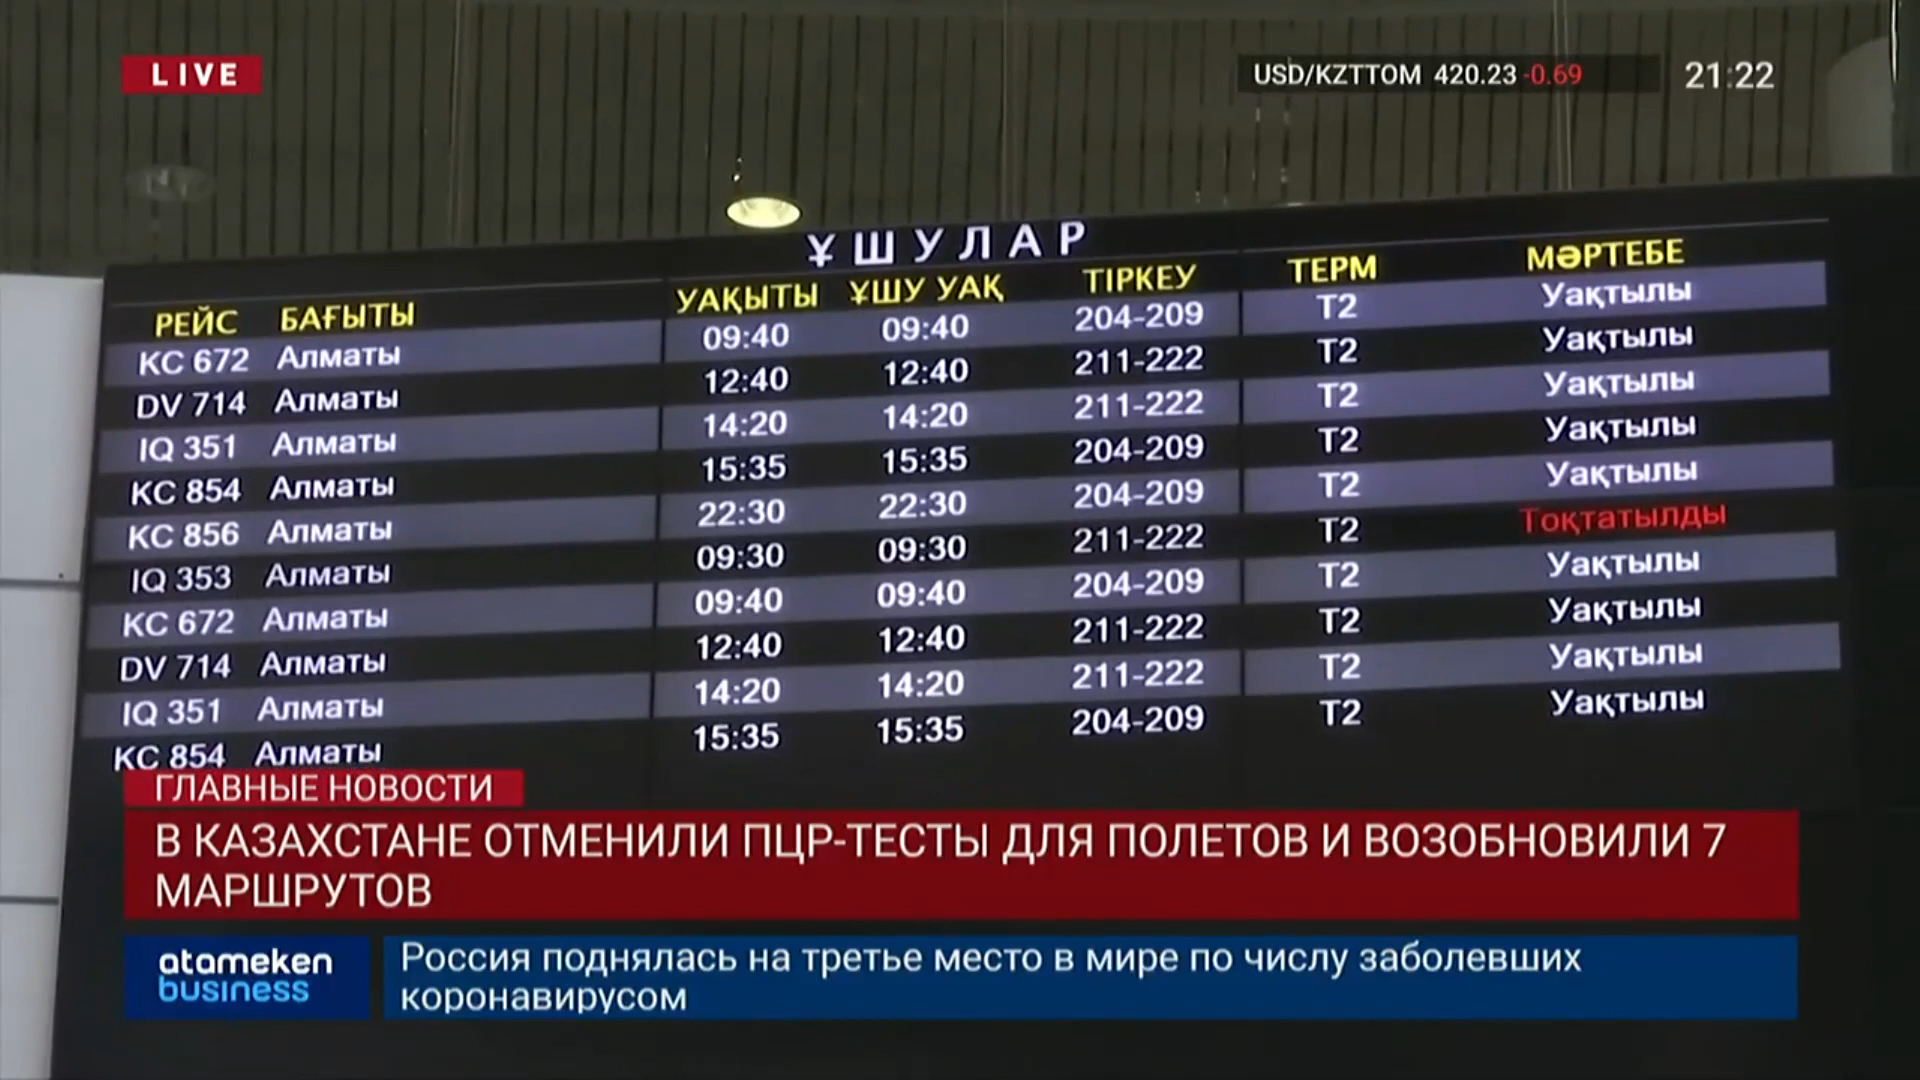 LIVE
USD/KZTTOM 420.23 -0.69
21:22
ҰШУЛАР
РЕЙС БАҒЫТЫ УАҚЫТЫ ҰШУ УАҚ ТІРКЕУ ТЕРМ МӘРТЕБЕ
KC 672 Алматы 09:40 09:40 204-209 T2 Уақтылы
DV 714 Алматы 12:40 12:40 211-222 T2 Уақтылы
IQ 351 Алматы 14:20 14:20 211-222 T2 Уақтылы
KC 854 Алматы 15:35 15:35 204-209 T2 Уақтылы
KC 856 Алматы 22:30 22:30 204-209 T2 Уақтылы
IQ 353 Алматы 09:30 09:30 211-222 T2 Тоқтатылды
KC 672 Алматы 09:40 09:40 204-209 T2 Уақтылы
DV 714 Алматы 12:40 12:40 211-222 T2 Уақтылы
IQ 351 Алматы 14:20 14:20 211-222 T2 Уақтылы
KC 854 Алматы 15:35 15:35 204-209 T2 Уақтылы
ГЛАВНЫЕ НОВОСТИ
В КАЗАХСТАНЕ ОТМЕНИЛИ ПЦР-ТЕСТЫ ДЛЯ ПОЛЕТОВ И ВОЗОБНОВИЛИ 7
МАРШРУТОВ
atameken
business
Россия поднялась на третье место в мире по числу заболевших
коронавирусом